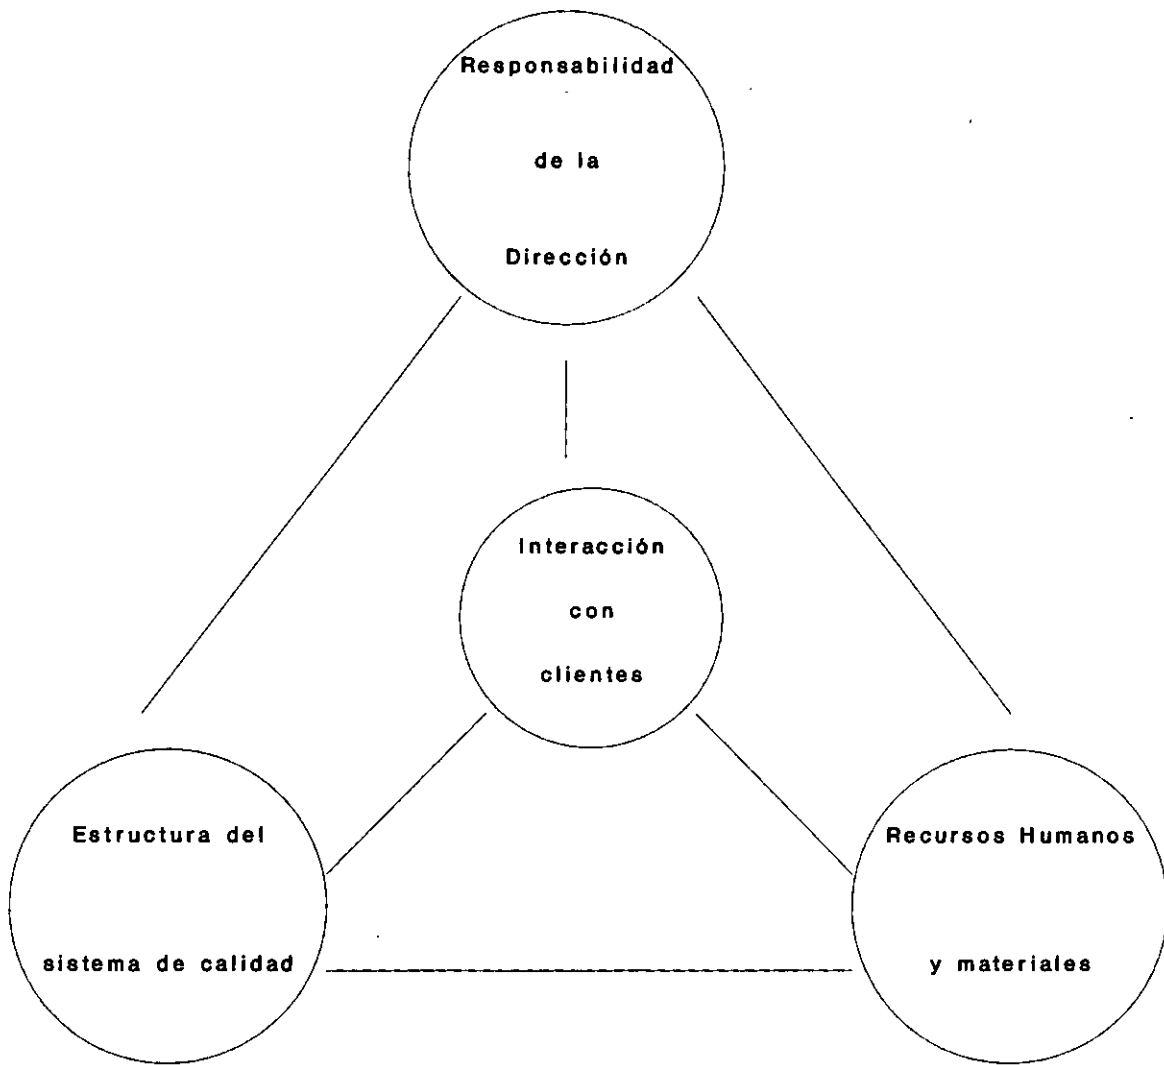 Responsabilidad
de la
Dirección
Interacción
con
clientes
Estructura del
sistema de calidad
Recursos Humanos
y materiales